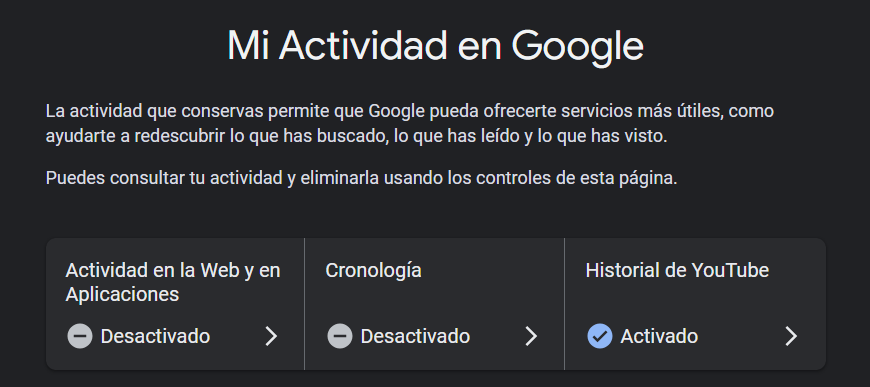 Mi Actividad en Google
La actividad que conservas permite que Google pueda ofrecerte servicios más útiles, como
ayudarte a redescubrir lo que has buscado, lo que has leído y lo que has visto.
Puedes consultar tu actividad y eliminarla usando los controles de esta página.
Actividad en la Web y en
Aplicaciones
Desactivado
Cronología
Desactivado
Historial de YouTube
Activado